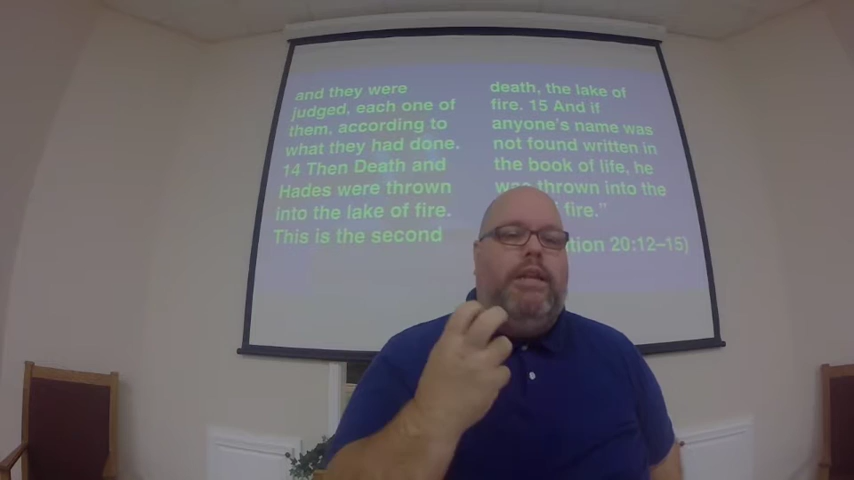 and they were
judged, each one of
them, according to
what they had done.
14 Then Death and
Hades were thrown
into the lake of fire.
This is the second
death, the lake of
fire. 15 And if
anyone's name was
not found written in
the book of life, he
was thrown into the
fire."
20:12–15)